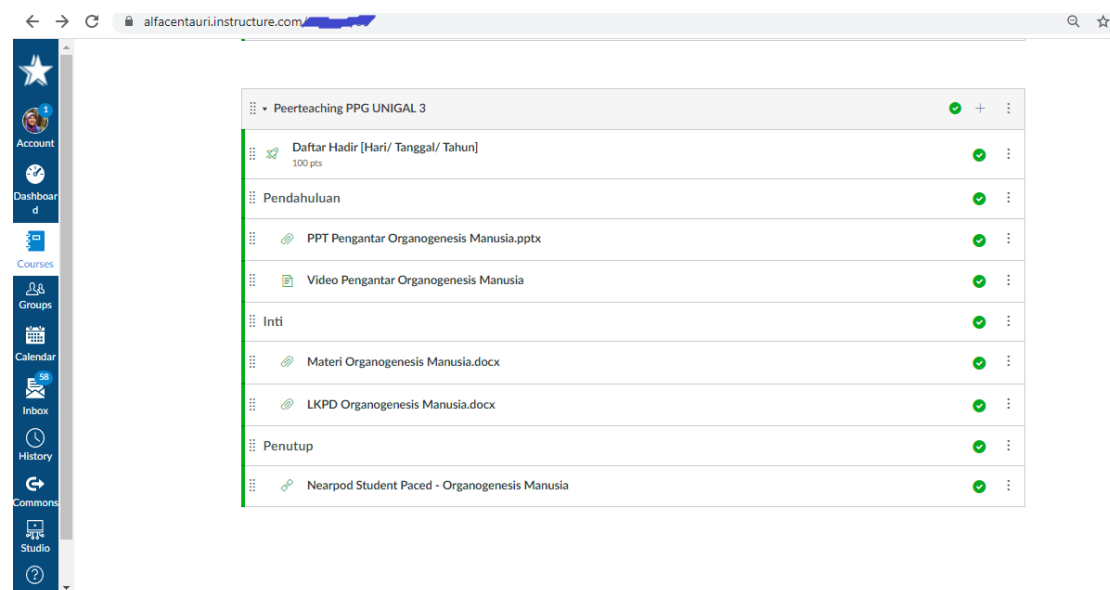 alfacentauri.instructure.com/
Peerteaching PPG UNIGAL 3
1
Account
Daftar Hadir [Hari/ Tanggal/ Tahun]
100 pts
Dashboar
d
Pendahuluan
PPT Pengantar Organogenesis Manusia.pptx
Courses
Video Pengantar Organogenesis Manusia
Groups
Inti
Calendar
Materi Organogenesis Manusia.docx
58
Inbox
LKPD Organogenesis Manusia.docx
History
Penutup
Nearpod Student Paced - Organogenesis Manusia
Commons
Studio
?